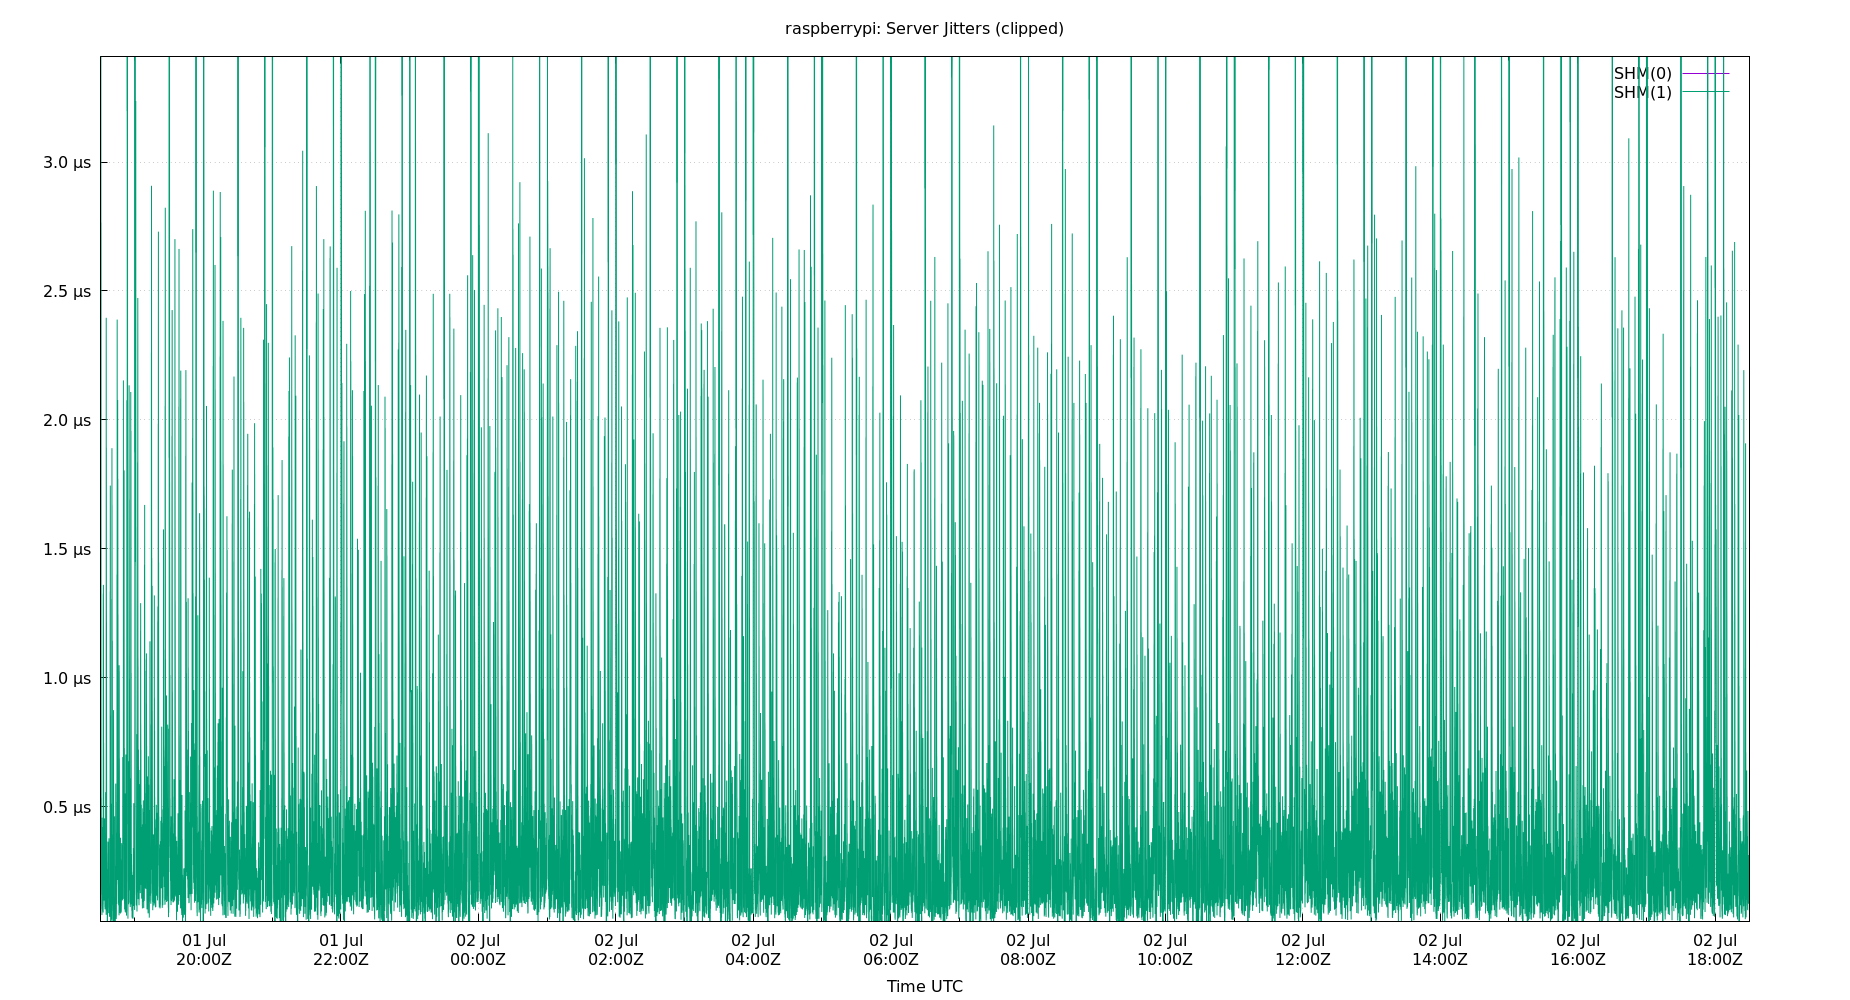 raspberrypi: Server Jitters (clipped)
SHM(0)
SHM(1)
3.0 µs
2.5 µs
2.0 µs
1.5 µs
1.0 µs
0.5 µs
01 Jul 01 Jul 02 Jul 02 Jul 02 Jul 02 Jul 02 Jul 02 Jul 02 Jul 02 Jul 02 Jul 02 Jul
20:00Z 22:00Z 00:00Z 02:00Z 04:00Z 06:00Z 08:00Z 10:00Z 12:00Z 14:00Z 16:00Z 18:00Z
Time UTC